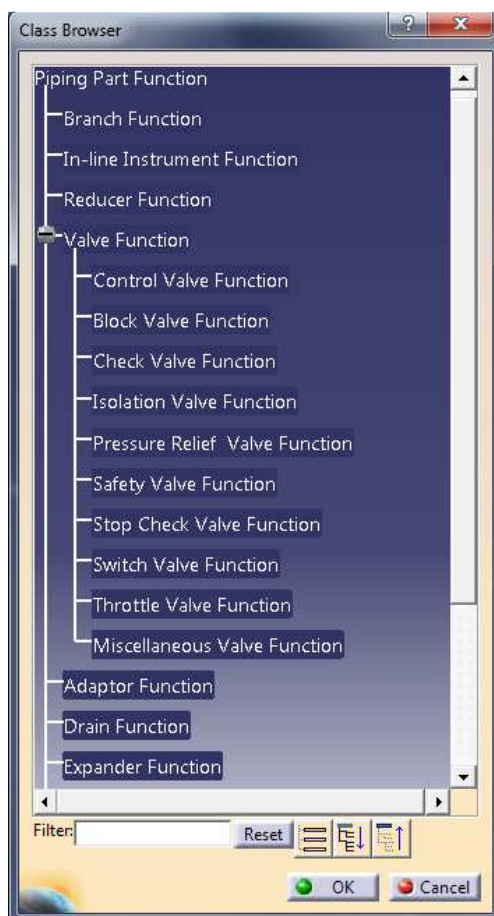 Class Browser
Piping Part Function
Branch Function
In-line Instrument Function
Reducer Function
Valve Function
Control Valve Function
Block Valve Function
Check Valve Function
Isolation Valve Function
Pressure Relief  Valve Function
Safety Valve Function
Stop Check Valve Function
Switch Valve Function
Throttle Valve Function
Miscellaneous Valve Function
Adaptor Function
Drain Function
Expander Function
Filter: Reset
OK Cancel